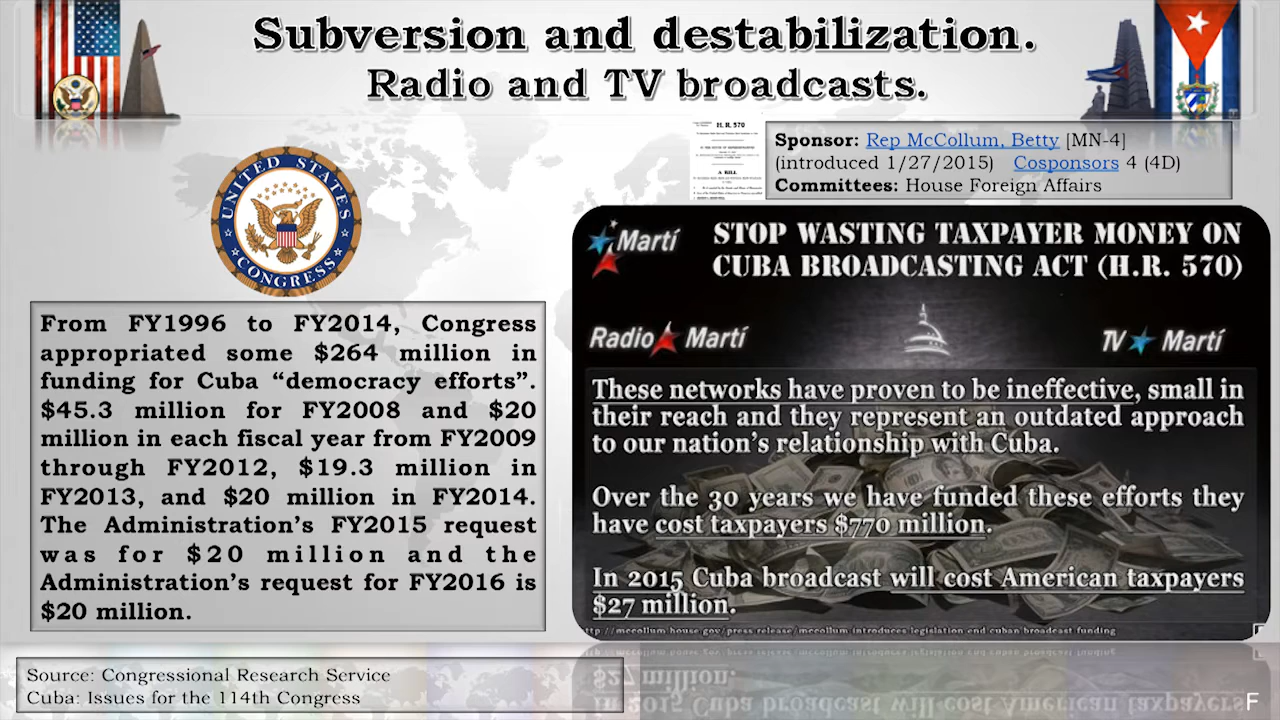 Subversion and destabilization.
Radio and TV broadcasts.
UNITED STATES
CONGRESS
H. R. 570
A BILL
Sponsor: Rep McCollum, Betty [MN-4]
(introduced 1/27/2015) Cosponsors 4 (4D)
Committees: House Foreign Affairs
From FY1996 to FY2014, Congress
appropriated some $264 million in
funding for Cuba “democracy efforts”.
$45.3 million for FY2008 and $20
million in each fiscal year from FY2009
through FY2012, $19.3 million in
FY2013, and $20 million in FY2014.
The Administration’s FY2015 request
was for $20 million and the
Administration’s request for FY2016 is
$20 million.
Martí
STOP WASTING TAXPAYER MONEY ON
CUBA BROADCASTING ACT (H.R. 570)
Radio Martí
TV Martí
These networks have proven to be ineffective, small in
their reach and they represent an outdated approach
to our nation’s relationship with Cuba.
Over the 30 years we have funded these efforts they
have cost taxpayers $770 million.
In 2015 Cuba broadcast will cost American taxpayers
$27 million.
http://mccollum.house.gov/press-release/mccollum-introduces-legislation-end-cuban-broadcast-funding
Source: Congressional Research Service
Cuba: Issues for the 114th Congress
F